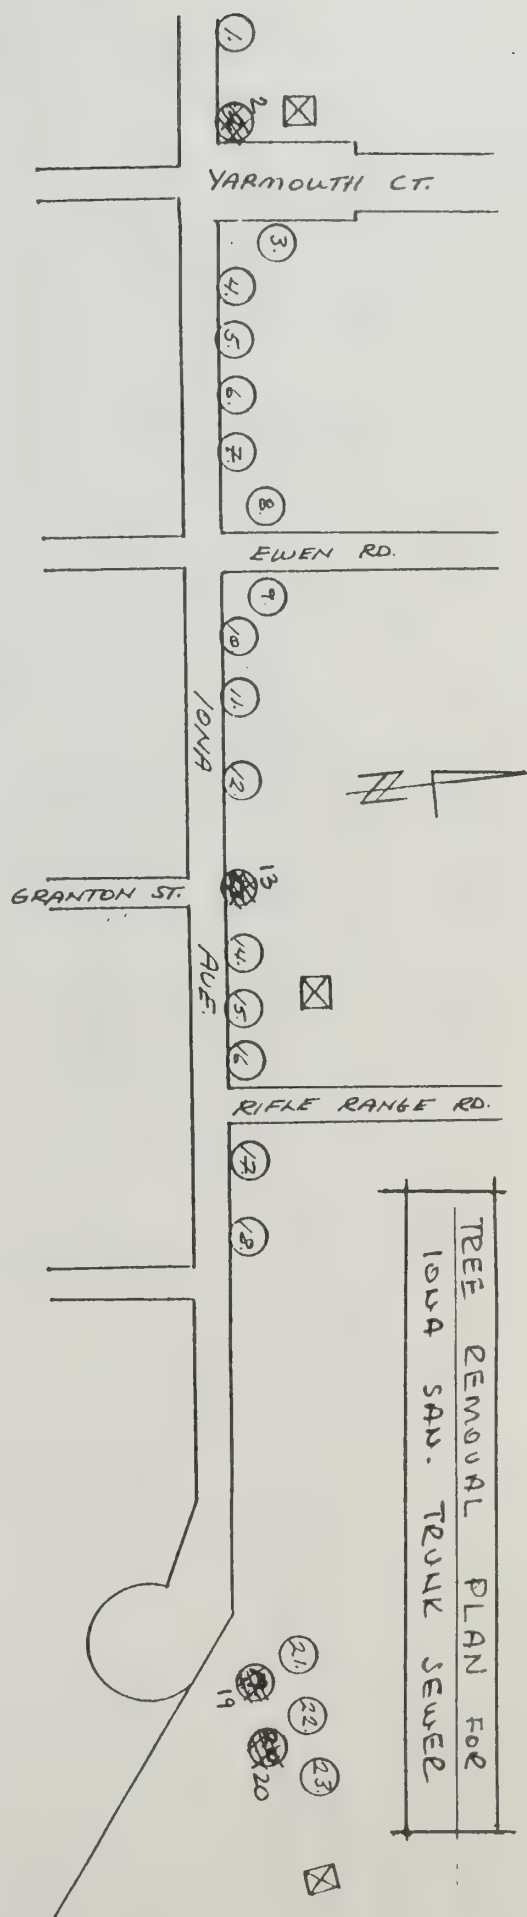 1.
2
YARMOUTH CT.
3.
4.
5.
6.
7.
8.
EWEN RD.
9.
10.
11.
IONA
12.
N
13
GRANTON ST.
14.
AVE.
15.
16
RIFLE RANGE RD.
17.
18.
TREE REMOVAL PLAN FOR
IONA SAN. TRUNK SEWER
21.
19
22.
20
23.